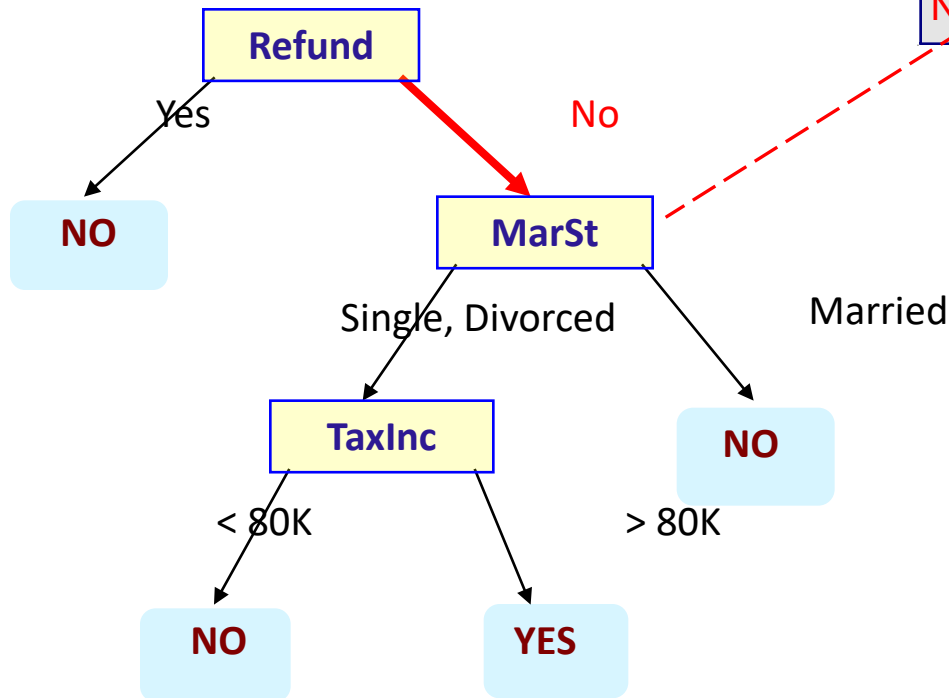 Refund
Yes
No
NO
MarSt
Single, Divorced
Married
TaxInc
NO
< 80K
> 80K
NO
YES